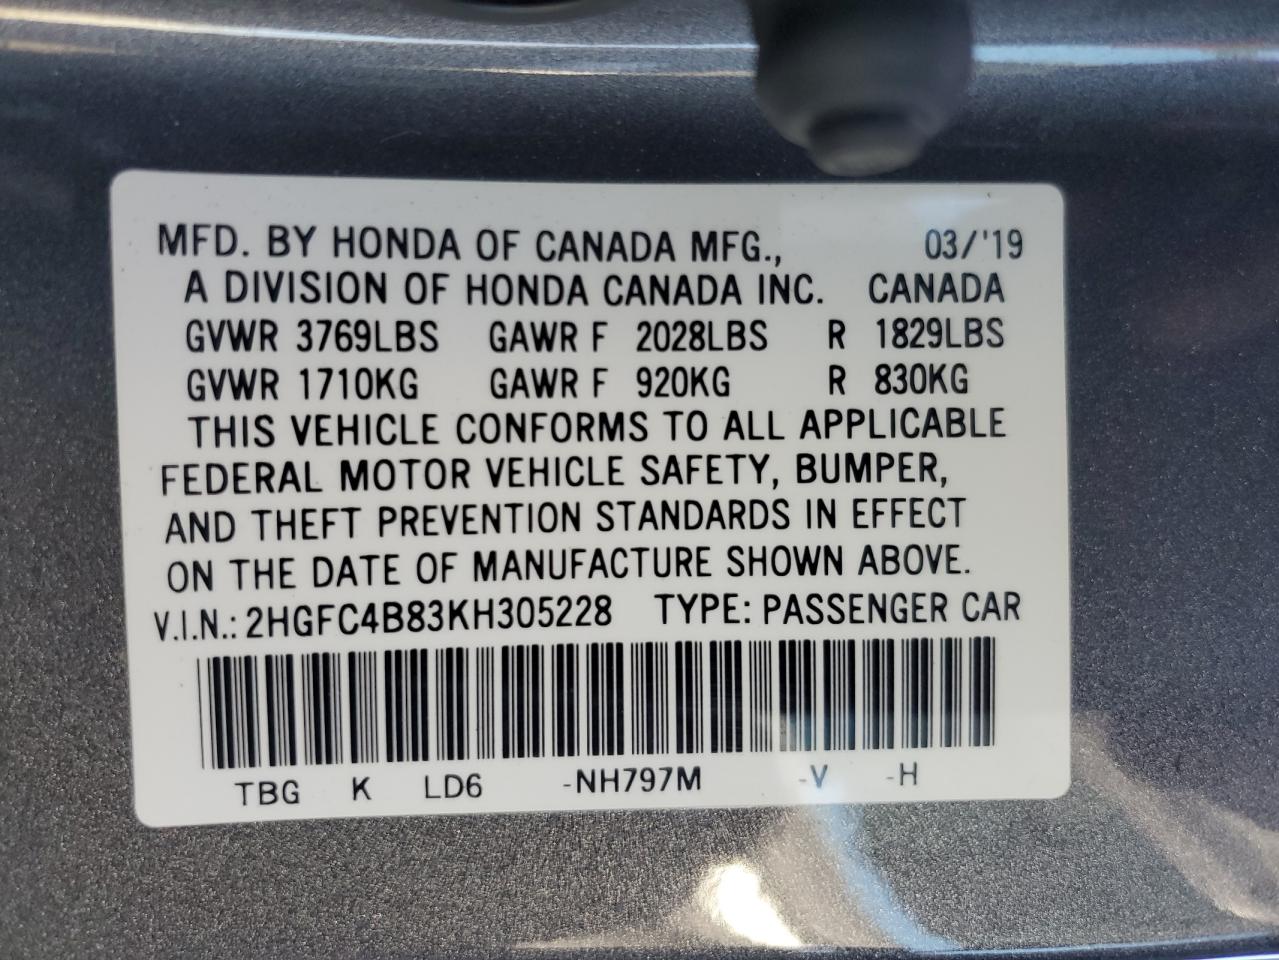 MFD. BY HONDA OF CANADA MFG., 03/'19
A DIVISION OF HONDA CANADA INC. CANADA
GVWR 3769LBS GAWR F 2028LBS R 1829LBS
GVWR 1710KG GAWR F 920KG R 830KG
THIS VEHICLE CONFORMS TO ALL APPLICABLE
FEDERAL MOTOR VEHICLE SAFETY, BUMPER,
AND THEFT PREVENTION STANDARDS IN EFFECT
ON THE DATE OF MANUFACTURE SHOWN ABOVE.
V.I.N.: 2HGFC4B83KH305228 TYPE: PASSENGER CAR
TBG K LD6 -NH797M -V -H